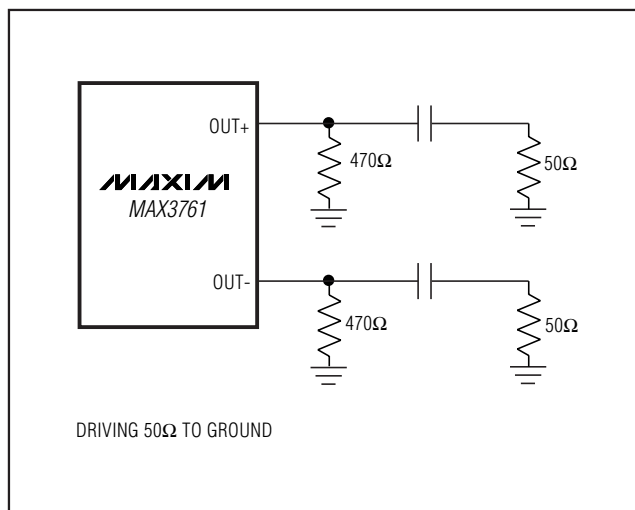 OUT+
470Ω
50Ω
MAXIM
MAX3761
OUT-
470Ω
50Ω
DRIVING 50Ω TO GROUND